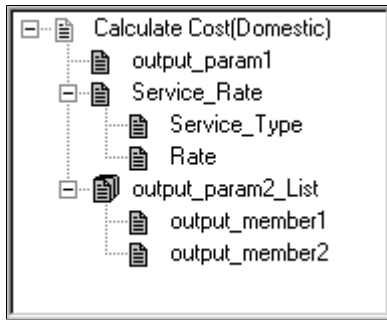 Calculate Cost(Domestic)
output_param1
Service_Rate
Service_Type
Rate
output_param2_List
output_member1
output_member2